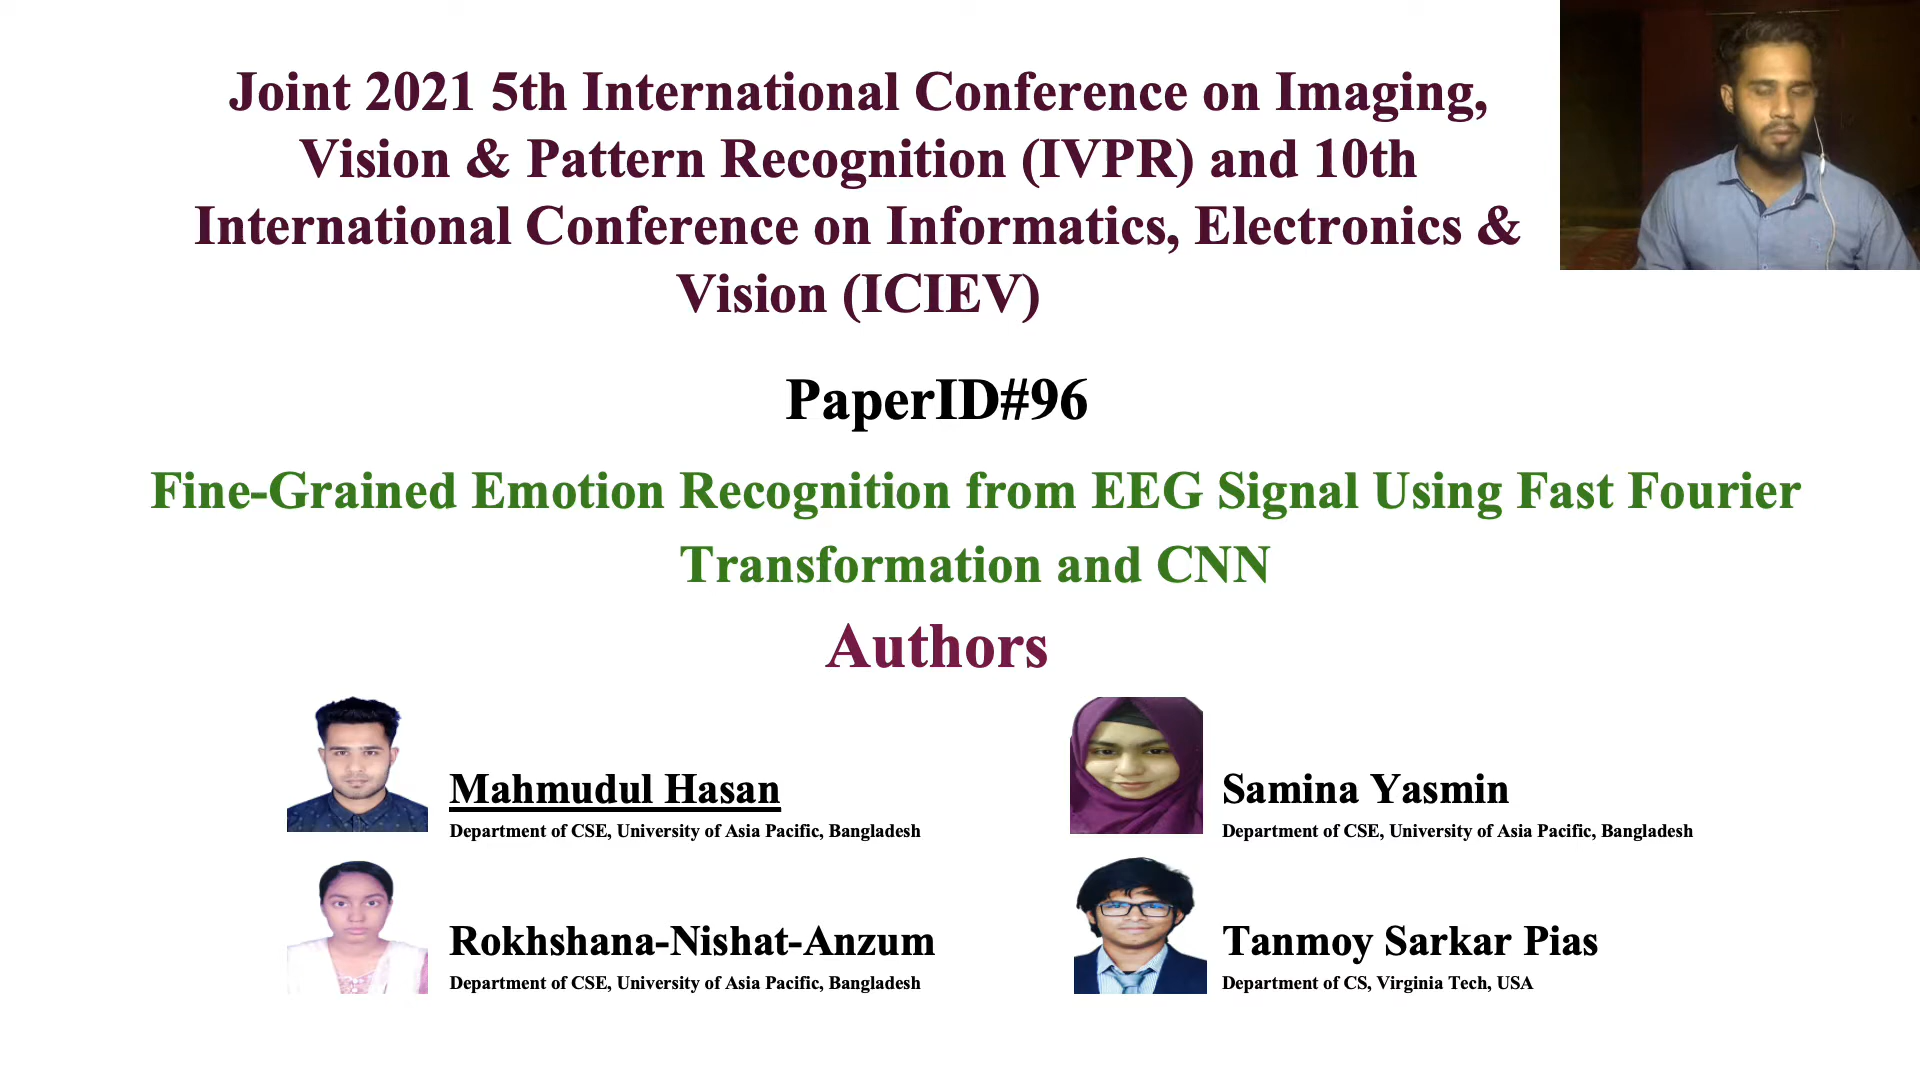 Joint 2021 5th International Conference on Imaging,
Vision & Pattern Recognition (IVPR) and 10th
International Conference on Informatics, Electronics &
Vision (ICIEV)
PaperID#96
Fine-Grained Emotion Recognition from EEG Signal Using Fast Fourier
Transformation and CNN
Authors
Mahmudul Hasan
Department of CSE, University of Asia Pacific, Bangladesh
Samina Yasmin
Department of CSE, University of Asia Pacific, Bangladesh
Rokhshana-Nishat-Anzum
Department of CSE, University of Asia Pacific, Bangladesh
Tanmoy Sarkar Pias
Department of CS, Virginia Tech, USA